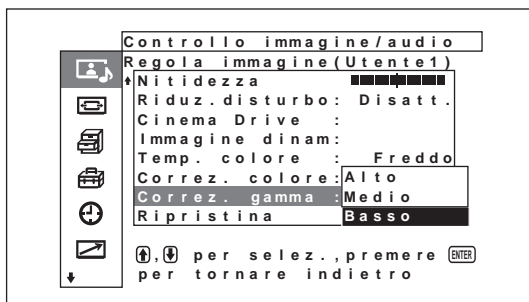 Controllo immagine/audio
Regola immagine(Utente1)
Nitidezza
Riduz.disturbo: Disatt.
Cinema Drive :
Immagine dinam:
Temp. colore : Freddo
Correz. colore:
Correz. gamma :
Ripristina
Alto
Medio
Basso
, per selez.,premere ENTER
per tornare indietro